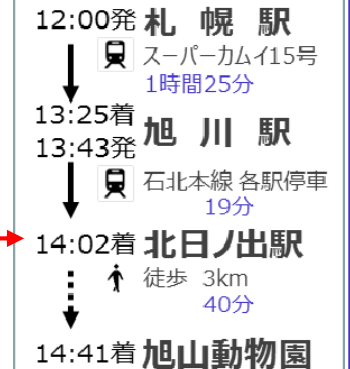 12:00発 札幌駅
スーパーカムイ15号
1時間25分
13:25着
旭川駅
13:43発
石北本線 各駅停車
19分
14:02着 北日ノ出駅
徒歩 3km
40分
14:41着 旭山動物園